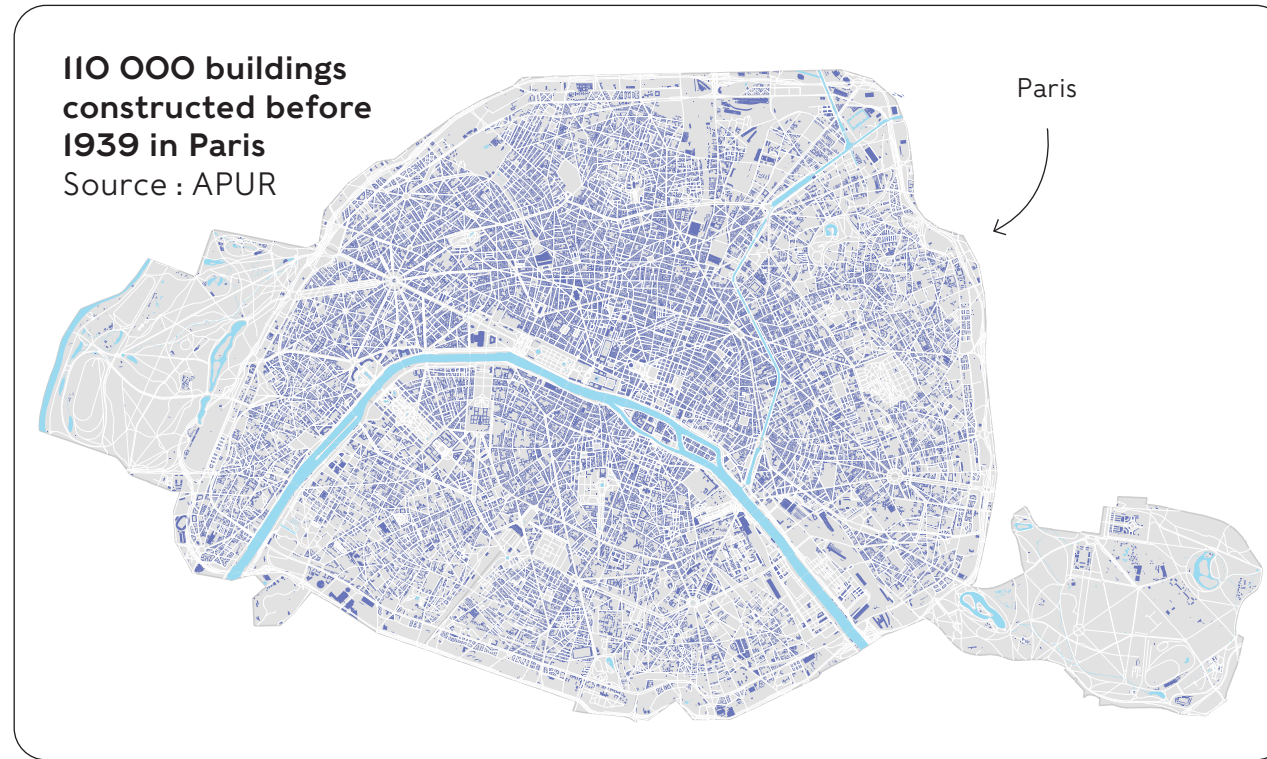 110 000 buildings
constructed before
1939 in Paris
Source : APUR
Paris